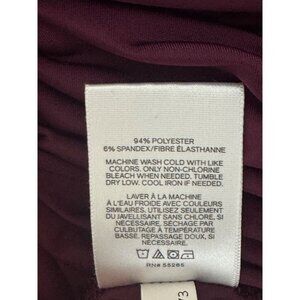 94% POLYESTER
6% SPANDEX/FIBRE ÉLASTHANNE
MACHINE WASH COLD WITH LIKE
COLORS. ONLY NON-CHLORINE
BLEACH WHEN NEEDED. TUMBLE
DRY LOW. COOL IRON IF NEEDED.
LAVER À LA MACHINE
À L'EAU FROIDE AVEC COULEURS
SIMILAIRES. UTILISEZ SEULEMENT
DU JAVELLISANT SANS CHLORE, SI
NÉCESSAIRE. SÉCHAGE PAR
CULBUTAGE À TEMPÉRATURE
BASSE. REPASSAGE DOUX, SI
NÉCESSAIRE.
RN# 55285
3